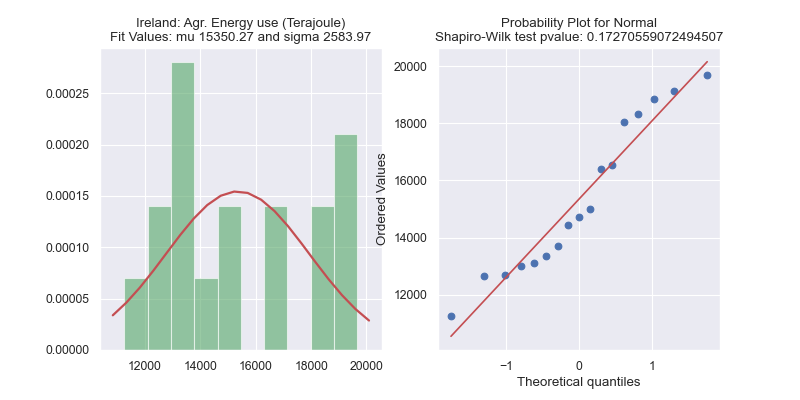 Ireland: Agr. Energy use (Terajoule)
Fit Values: mu 15350.27 and sigma 2583.97
0.00025
0.00020
0.00015
0.00010
0.00005
0.00000
12000 14000 16000 18000 20000
Probability Plot for Normal
Shapiro-Wilk test pvalue: 0.17270559072494507
Ordered Values
20000
18000
16000
14000
12000
−1 0 1
Theoretical quantiles